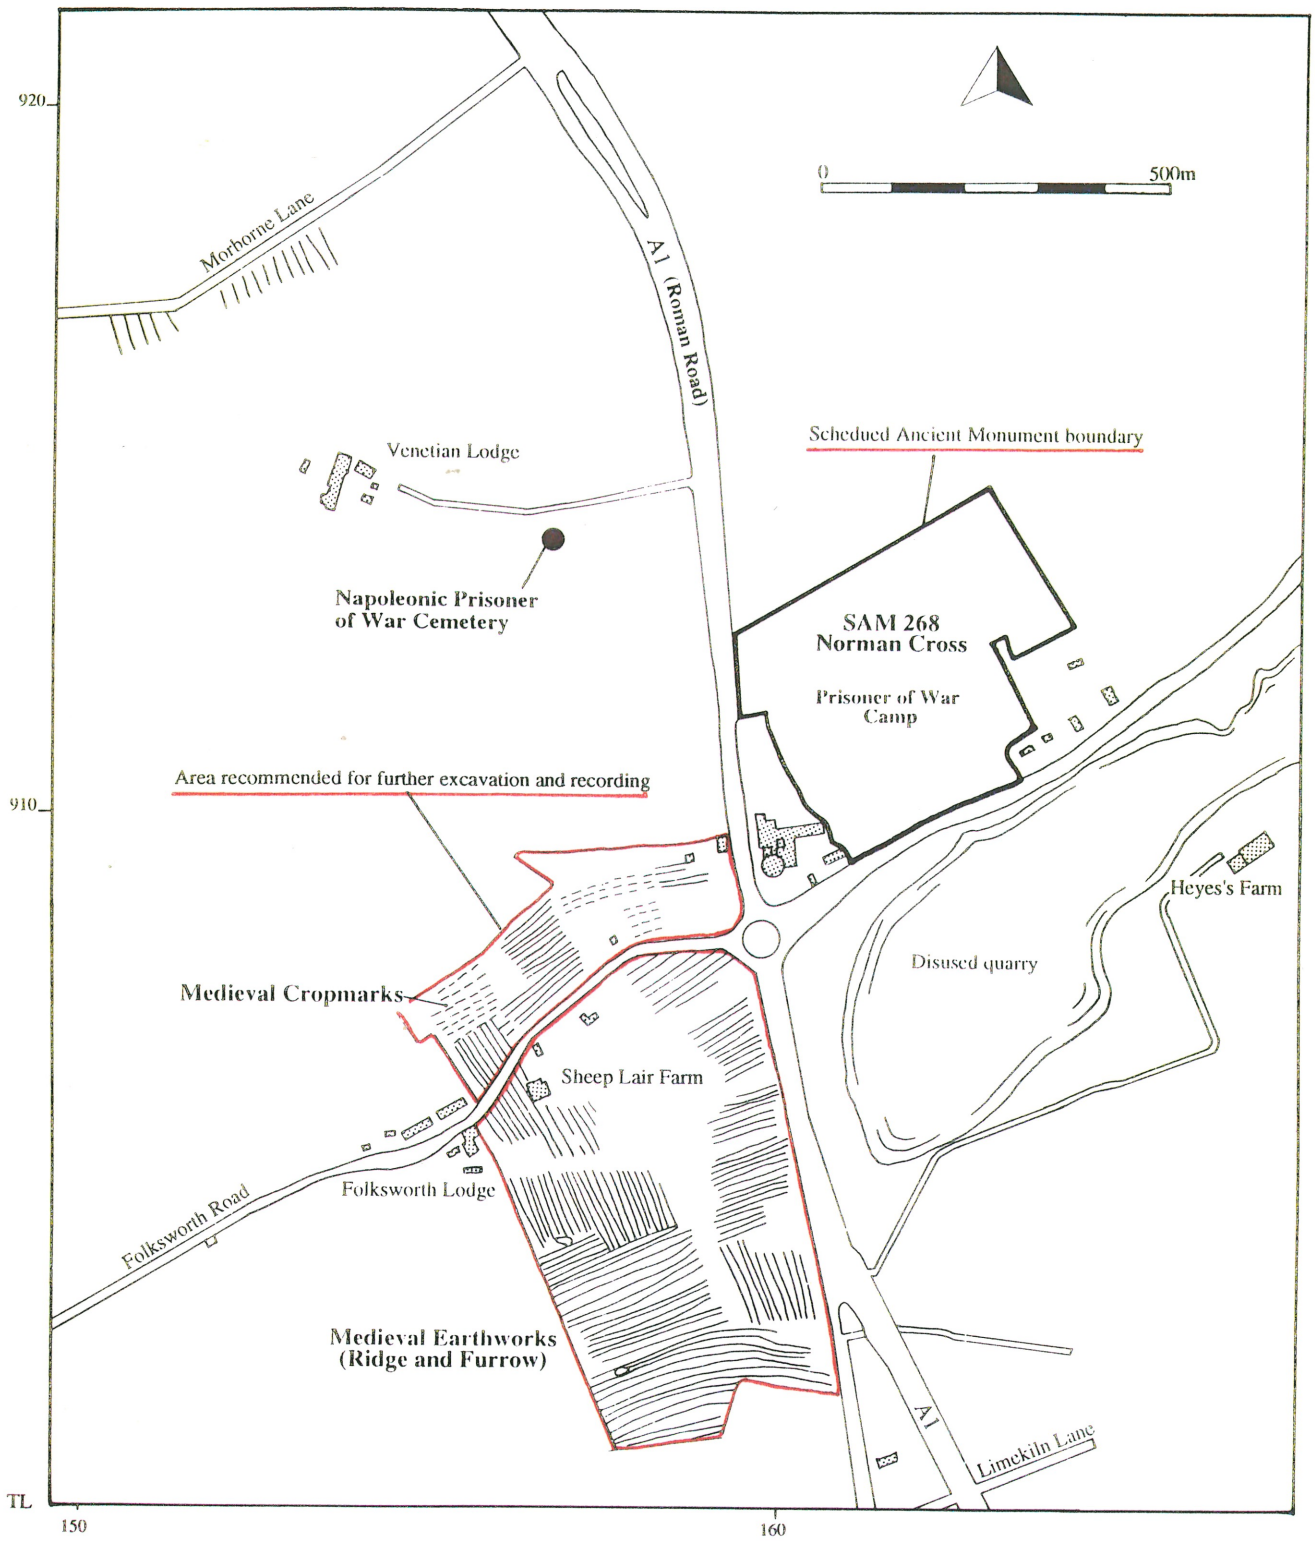 920
0
500m
Morborne Lane
A1 (Roman Road)
Venetian Lodge
Schedued Ancient Monument boundary
Napoleonic Prisoner
of War Cemetery
SAM 268
Norman Cross
Prisoner of War
Camp
Area recommended for further excavation and recording
910
Heyes's Farm
Disused quarry
Medieval Cropmarks
Sheep Lair Farm
Folksworth Lodge
Folksworth Road
Medieval Earthworks
(Ridge and Furrow)
A1
Limekiln Lane
TL
150
160